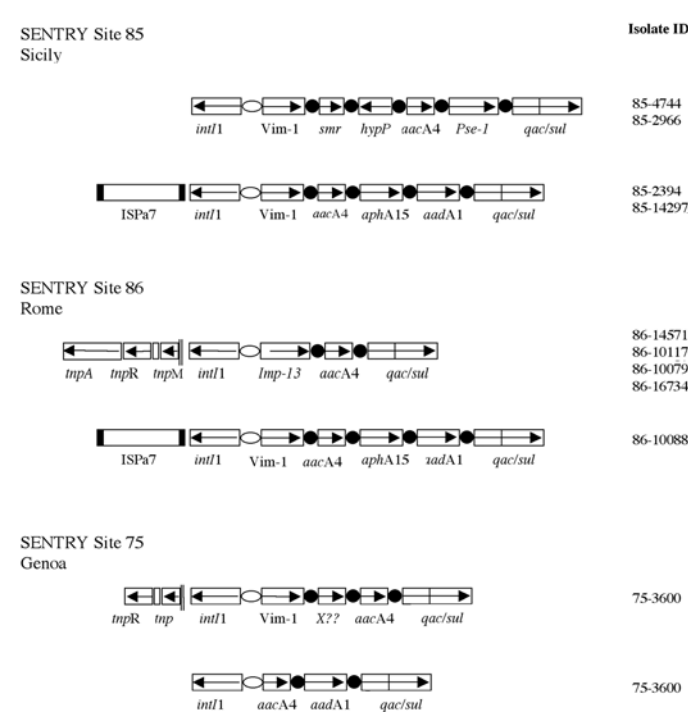 SENTRY Site 85
Isolate ID
Sicily
85-4744
85-2966
intI1 Vim-1 smr hypP aacA4 Pse-1 qac/sul
85-2394
85-14297
ISPa7 intI1 Vim-1 aacA4 aphA15 aadA1 qac/sul
SENTRY Site 86
Rome
86-14571
86-10117
86-10079
86-16734
tnpA tnpR tnpM intI1 Imp-13 aacA4 qac/sul
86-10088
ISPa7 intI1 Vim-1 aacA4 aphA15 aadA1 qac/sul
SENTRY Site 75
Genoa
75-3600
tnpR tnp intI1 Vim-1 X?? aacA4 qac/sul
75-3600
intI1 aacA4 aadA1 qac/sul